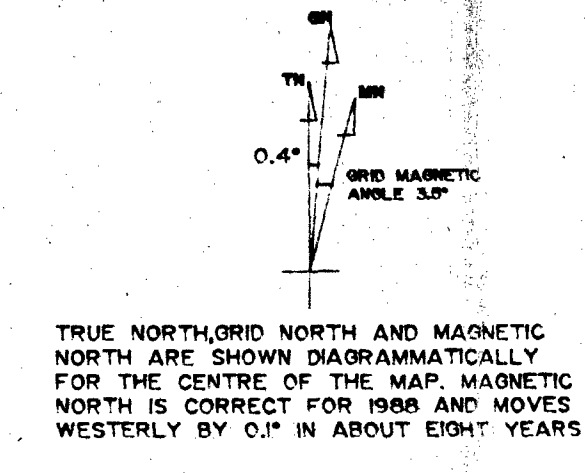 GN
TN
MN
0.4°
GRID MAGNETIC
ANGLE 3.5°
TRUE NORTH,GRID NORTH AND MAGNETIC
NORTH ARE SHOWN DIAGRAMMATICALLY
FOR THE CENTRE OF THE MAP. MAGNETIC
NORTH IS CORRECT FOR 1988 AND MOVES
WESTERLY BY 0.1° IN ABOUT EIGHT YEARS